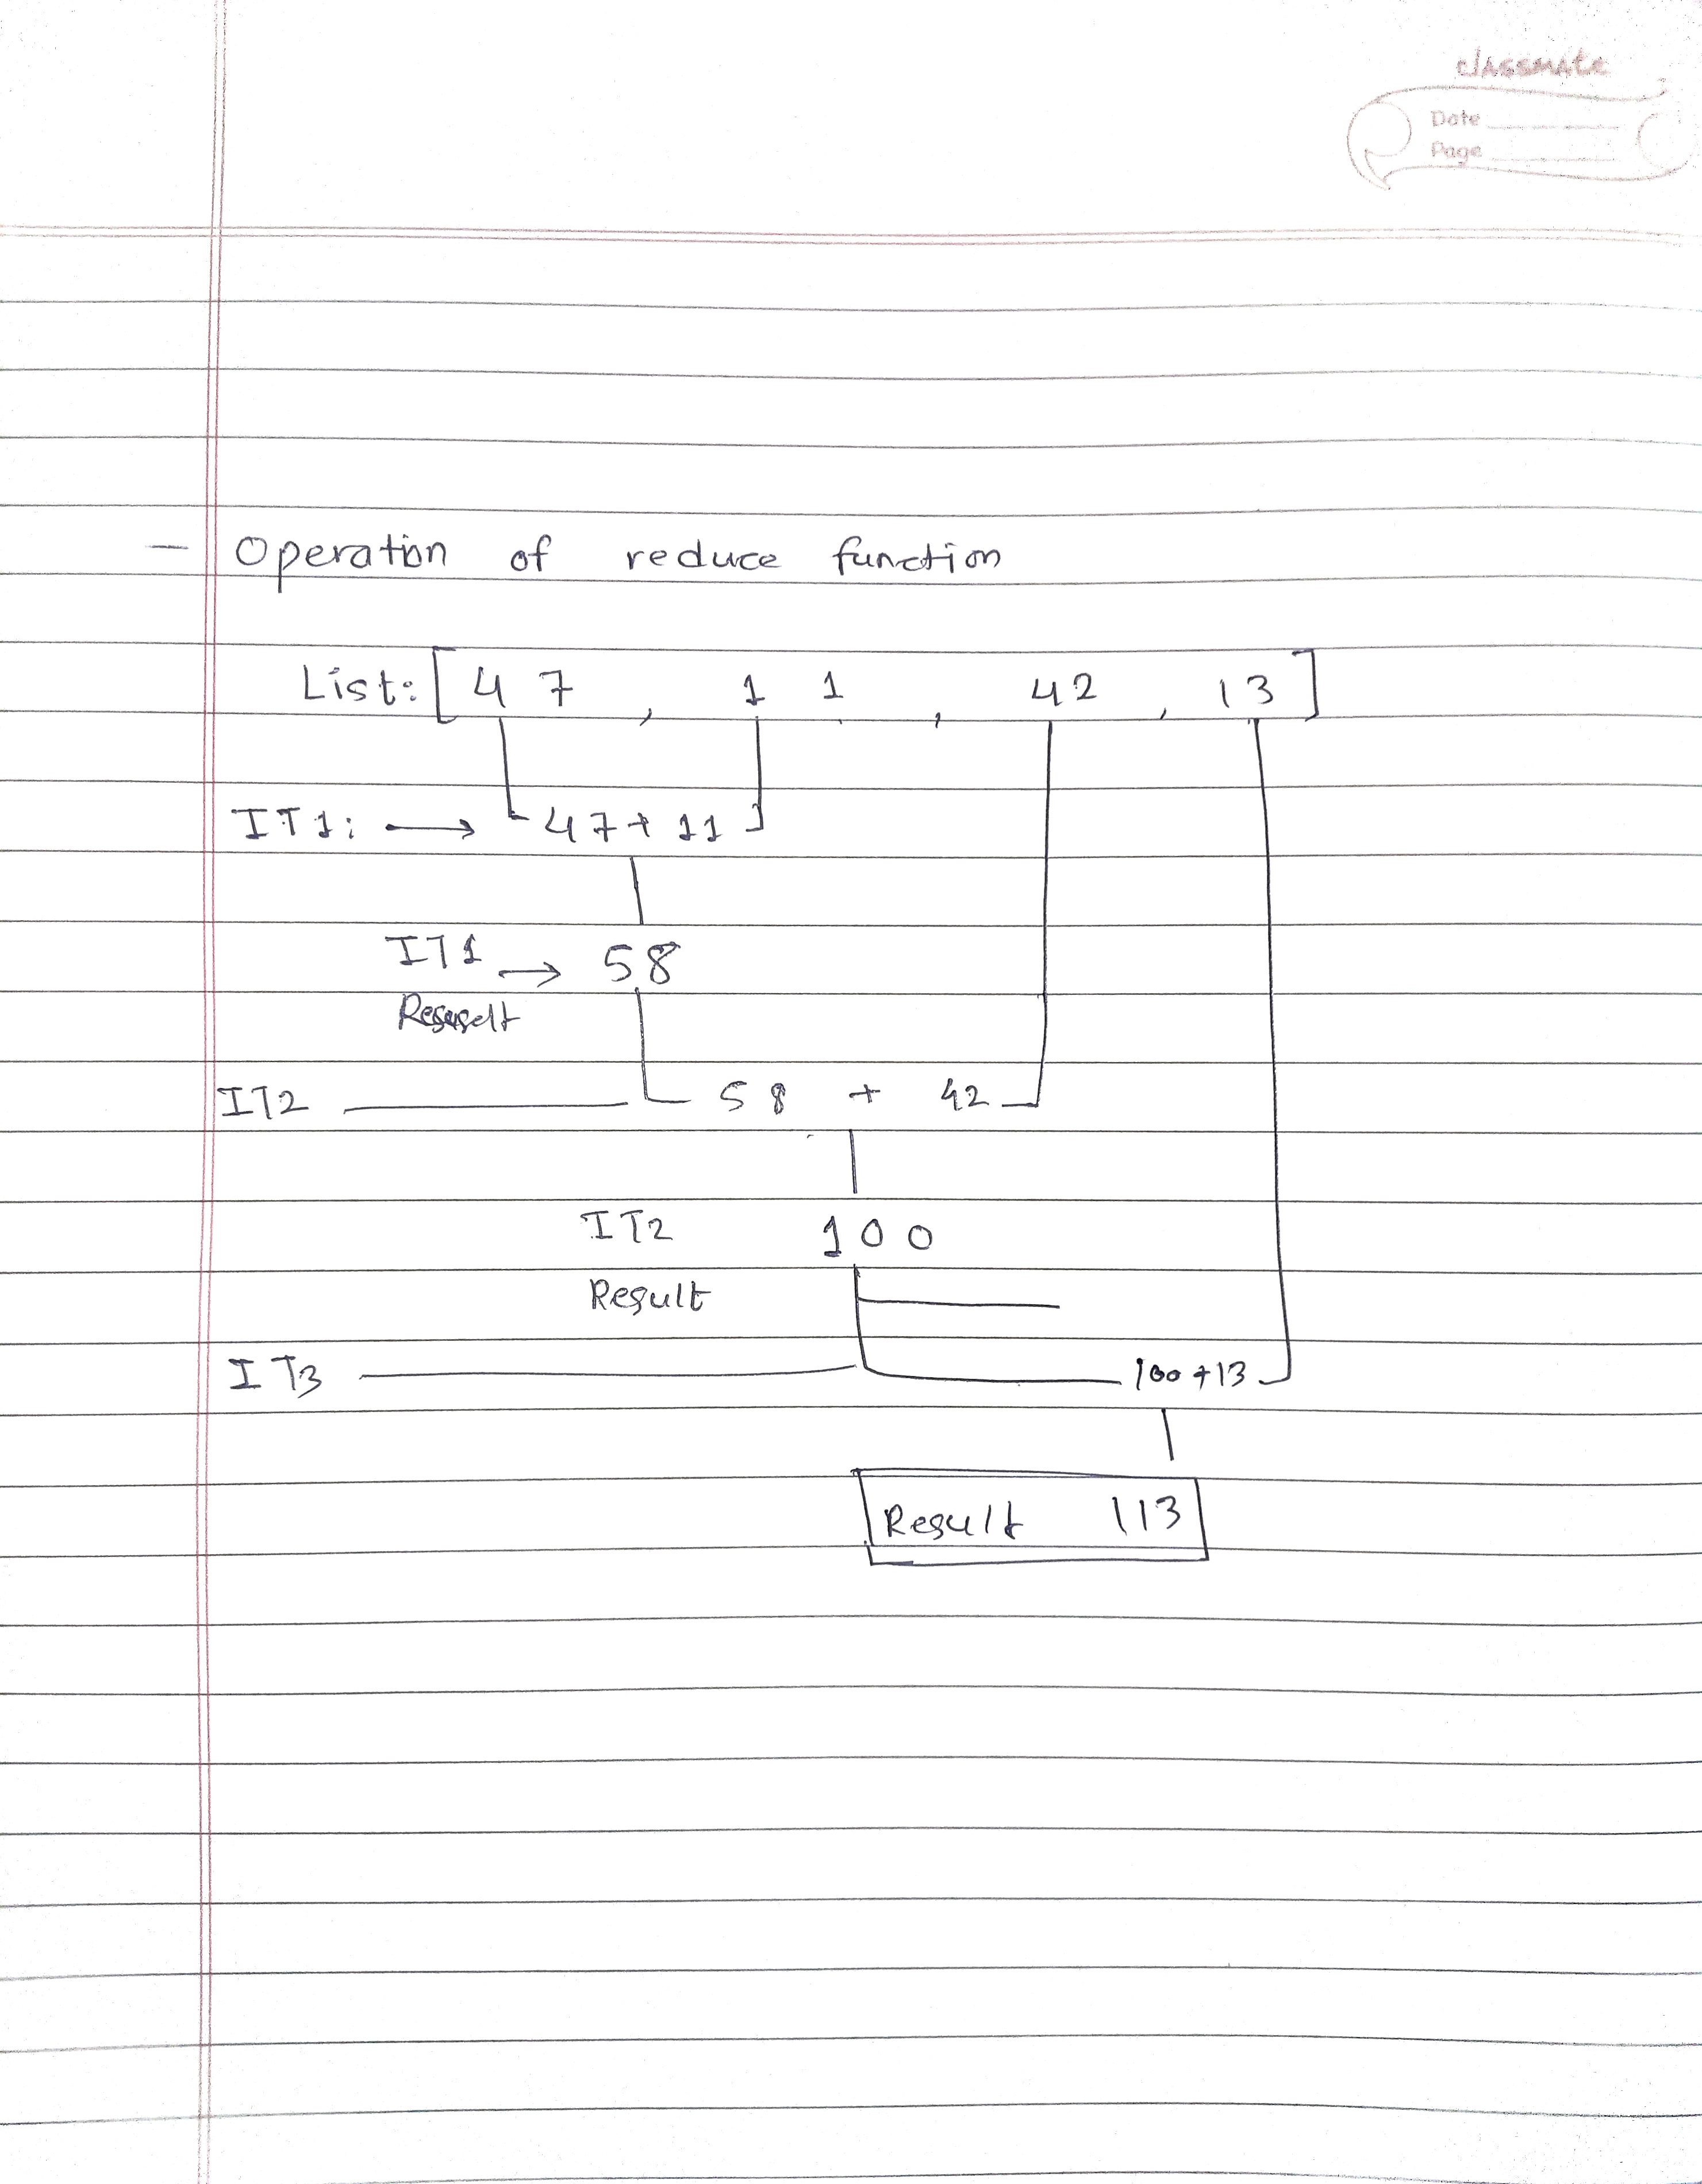 classmate
Date
Page
- Operation of reduce function
List: [ 47 , 11 , 42 , 13 ]
IT1: → 47 + 11
IT1 → 58
Result
IT2 58 + 42
IT2 100
Result
IT3 100 + 13
Result 113